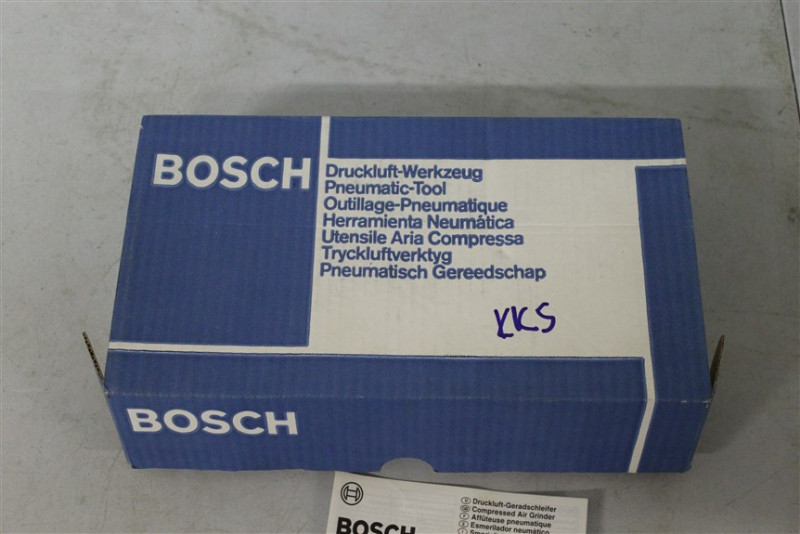 BOSCH
Druckluft-Werkzeug
Pneumatic-Tool
Outillage-Pneumatique
Herramienta Neumática
Utensile Aria Compressa
Tryckluftverktyg
Pneumatisch Gereedschap
KKS
BOSCH
BOSCH
Druckluft-Geradschleifer
Compressed Air Grinder
Affûteuse pneumatique
Esmerilador neumático